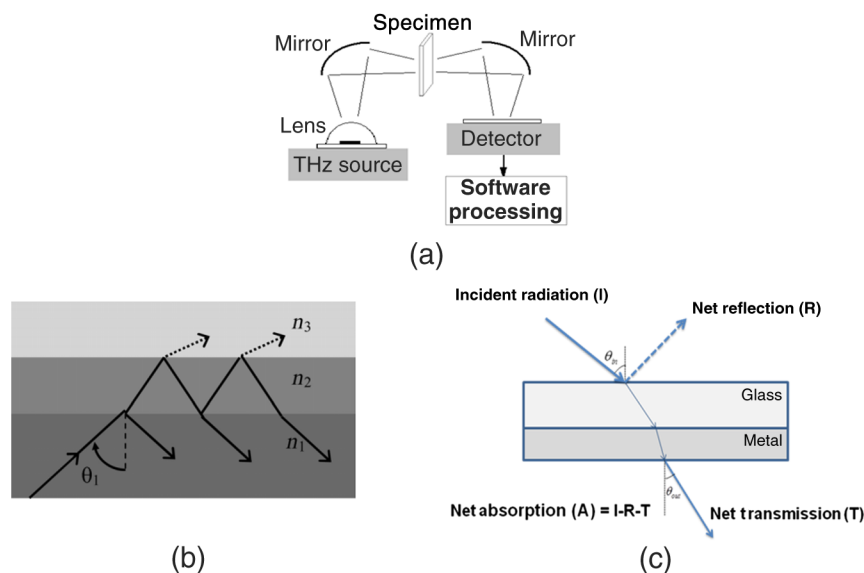 Specimen
Mirror
Mirror
Lens
THz source
Detector
Software
processing
(a)
n3
n2
n1
θ1
(b)
Incident radiation (I)
Net reflection (R)
θin
Glass
Metal
θout
Net absorption (A) = I-R-T
Net transmission (T)
(c)